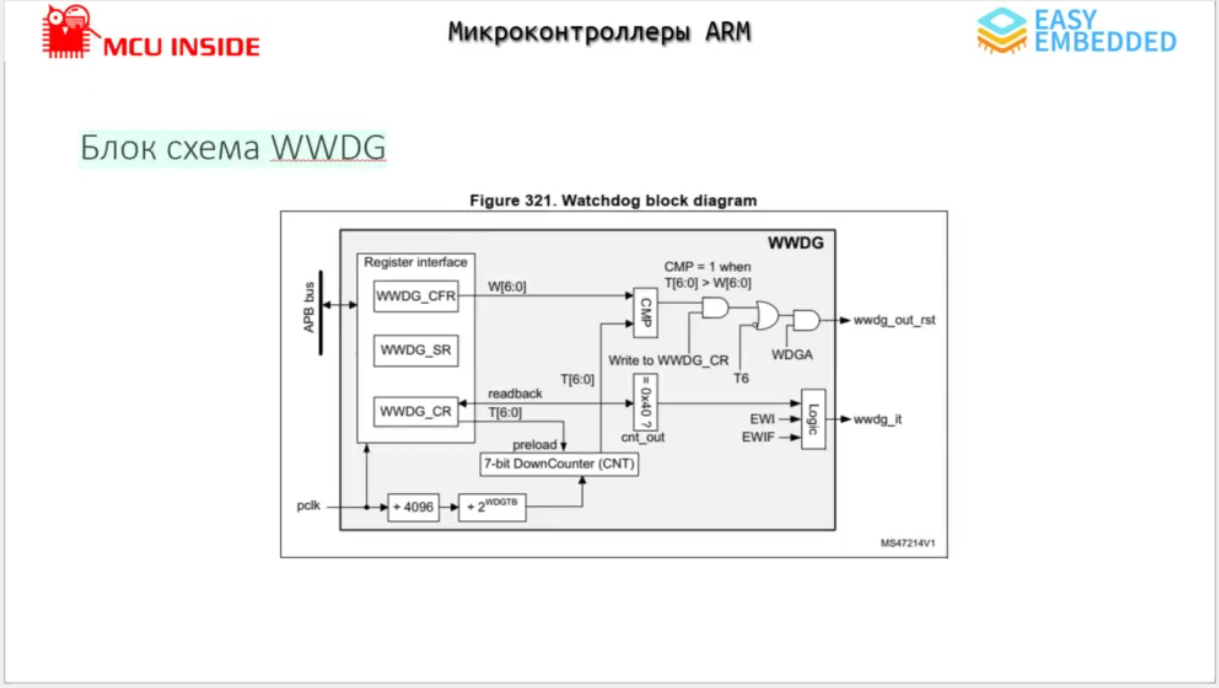 MCU INSIDE
Микроконтроллеры ARM
EASY
EMBEDDED
Блок схема WWDG
Figure 321. Watchdog block diagram
WWDG
Register interface
CMP = 1 when
T[6:0] > W[6:0]
APB bus
WWDG_CFR
W[6:0]
CMP
wwdg_out_rst
WWDG_SR
Write to WWDG_CR
WDGA
T6
T[6:0]
readback
= 0x40 ?
WWDG_CR
T[6:0]
Logic
EWI
wwdg_it
EWIF
cnt_out
preload
7-bit DownCounter (CNT)
pclk
÷ 4096
÷ 2^WDGTB
MS47214V1